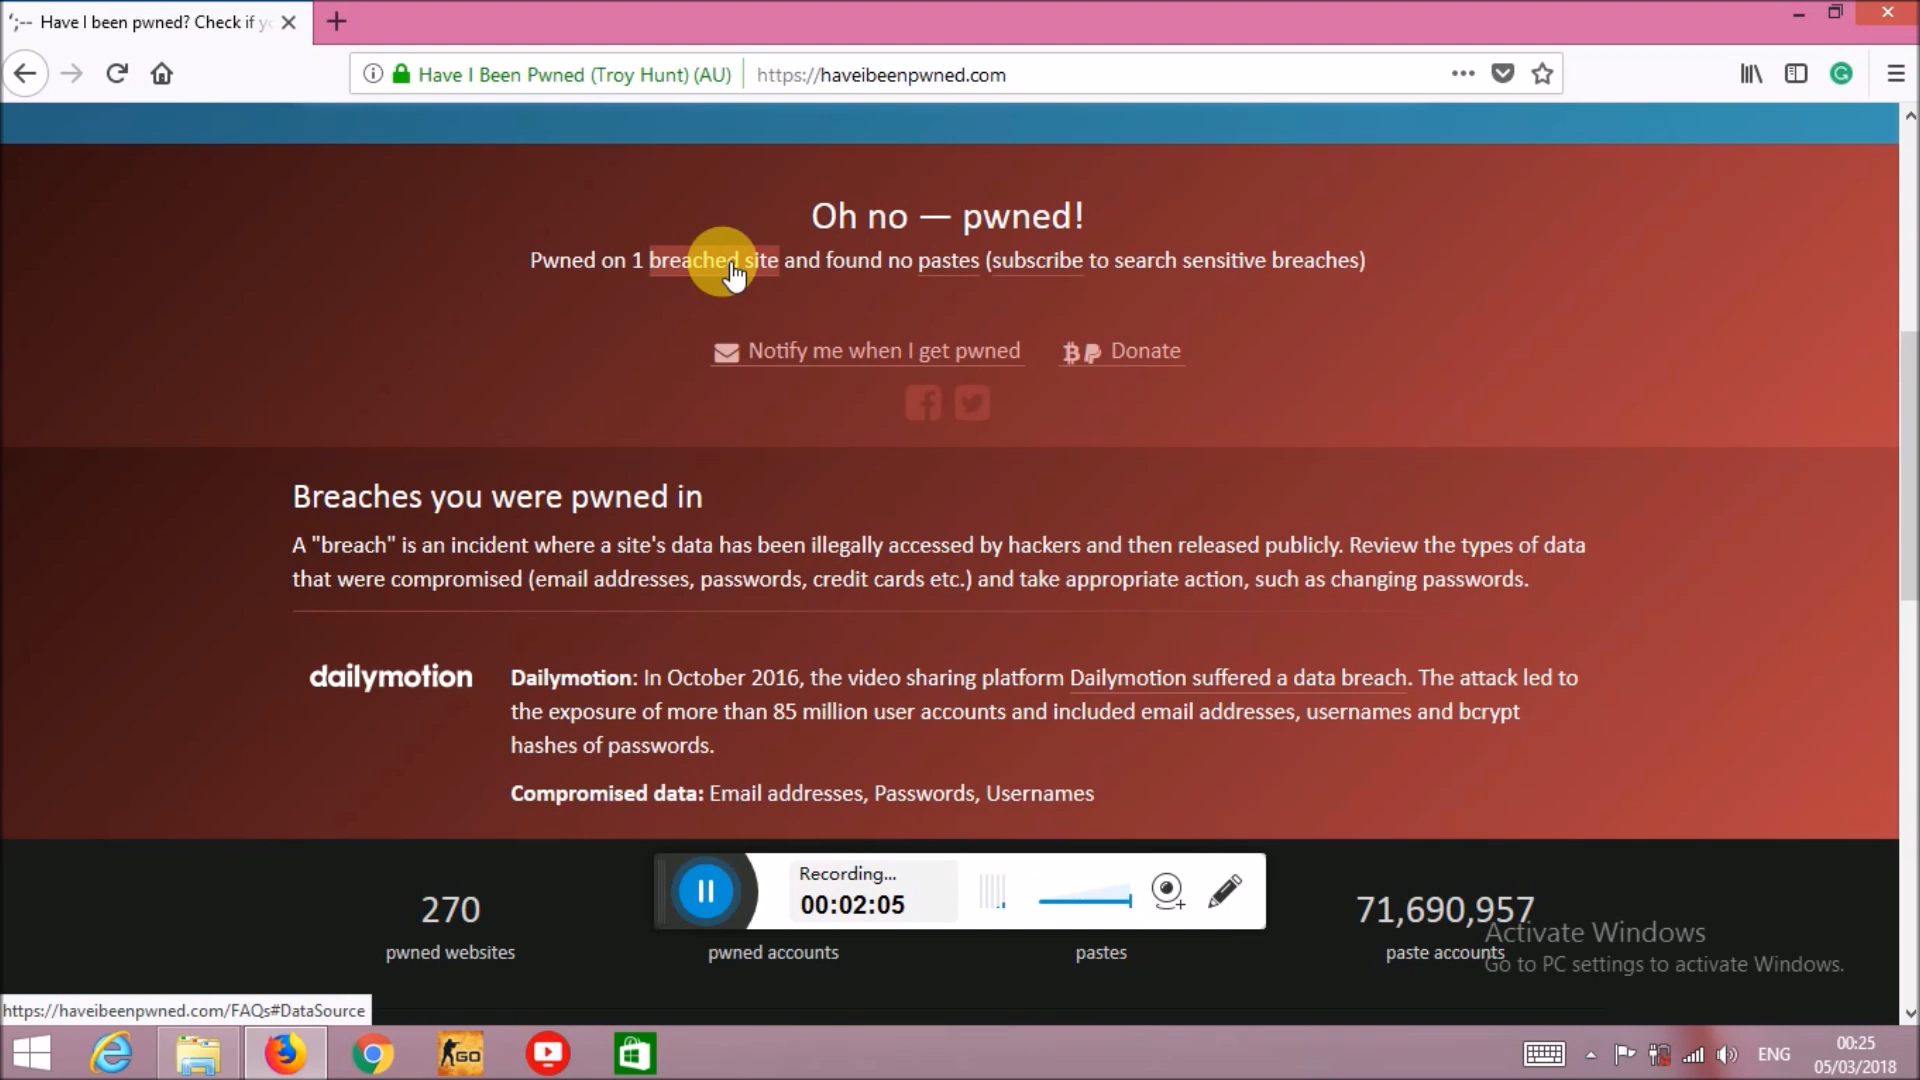 ';-- Have I been pwned? Check if yo
Have I Been Pwned (Troy Hunt) (AU)
https://haveibeenpwned.com
Oh no — pwned!
Pwned on 1 breached site and found no pastes (subscribe to search sensitive breaches)
Notify me when I get pwned
Donate
Breaches you were pwned in
A "breach" is an incident where a site's data has been illegally accessed by hackers and then released publicly. Review the types of data
that were compromised (email addresses, passwords, credit cards etc.) and take appropriate action, such as changing passwords.
dailymotion
Dailymotion: In October 2016, the video sharing platform Dailymotion suffered a data breach. The attack led to
the exposure of more than 85 million user accounts and included email addresses, usernames and bcrypt
hashes of passwords.
Compromised data: Email addresses, Passwords, Usernames
Recording...
00:02:05
270
71,690,957
pwned websites
pwned accounts
pastes
paste accounts
Activate Windows
Go to PC settings to activate Windows.
https://haveibeenpwned.com/FAQs#DataSource
GO
ENG
00:25
05/03/2018